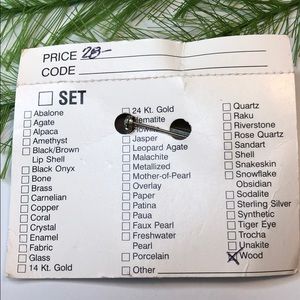 PRICE 28-
CODE
SET
Abalone
Agate
Alpaca
Amethyst
Black/Brown
Lip Shell
Black Onyx
Bone
Brass
Carnelian
Copper
Coral
Crystal
Enamel
Fabric
Glass
14 Kt. Gold
24 Kt. Gold
Hematite
Jasper
Leopard Agate
Malachite
Metallized
Mother-of-Pearl
Overlay
Paper
Patina
Paua
Faux Pearl
Freshwater
Pearl
Porcelain
Other
Quartz
Raku
Riverstone
Rose Quartz
Sandart
Shell
Snakeskin
Snowflake
Obsidian
Sodalite
Sterling Silver
Synthetic
Tiger Eye
Trocha
Unakite
Wood